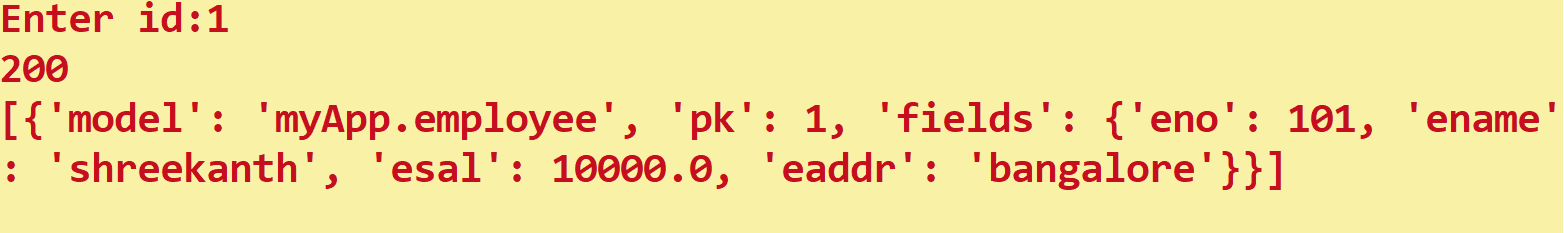 Enter id:1
200
[{'model': 'myApp.employee', 'pk': 1, 'fields': {'eno': 101, 'ename'
: 'shreekanth', 'esal': 10000.0, 'eaddr': 'bangalore'}}]